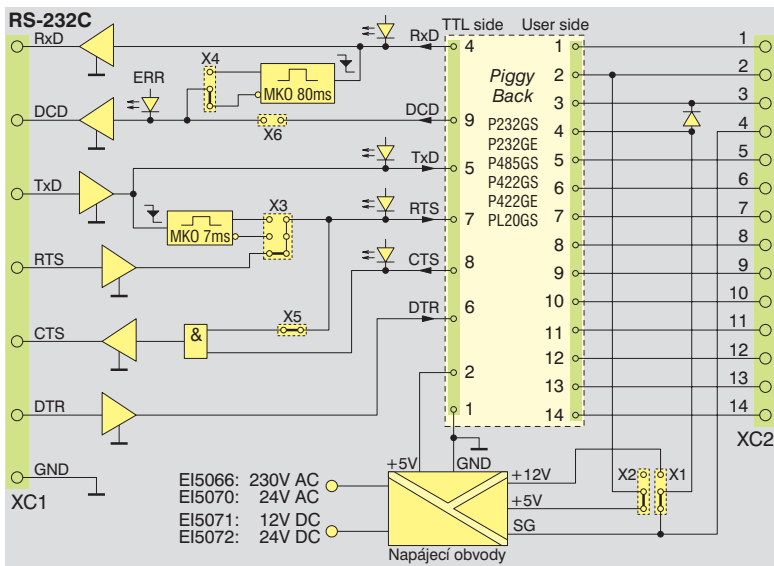 RS-232C
TTL side User side
RxD
RxD
4
1
1
X4
ERR
MKO 80ms
Piggy
Back
2
2
DCD
DCD
9
3
3
X6
P232GS
P232GE
P485GS
P422GS
P422GE
PL20GS
4
4
TxD
TxD
5
5
5
MKO 7ms
X3
RTS
7
6
6
7
7
RTS
CTS
8
8
8
9
9
CTS
&
X5
DTR
6
10
10
11
11
2
12
12
DTR
13
13
1
14
14
XC2
GND
XC1
+5V
GND
+12V
X2
X1
EI5066: 230V AC
EI5070: 24V AC
+5V
EI5071: 12V DC
EI5072: 24V DC
SG
Napájecí obvody